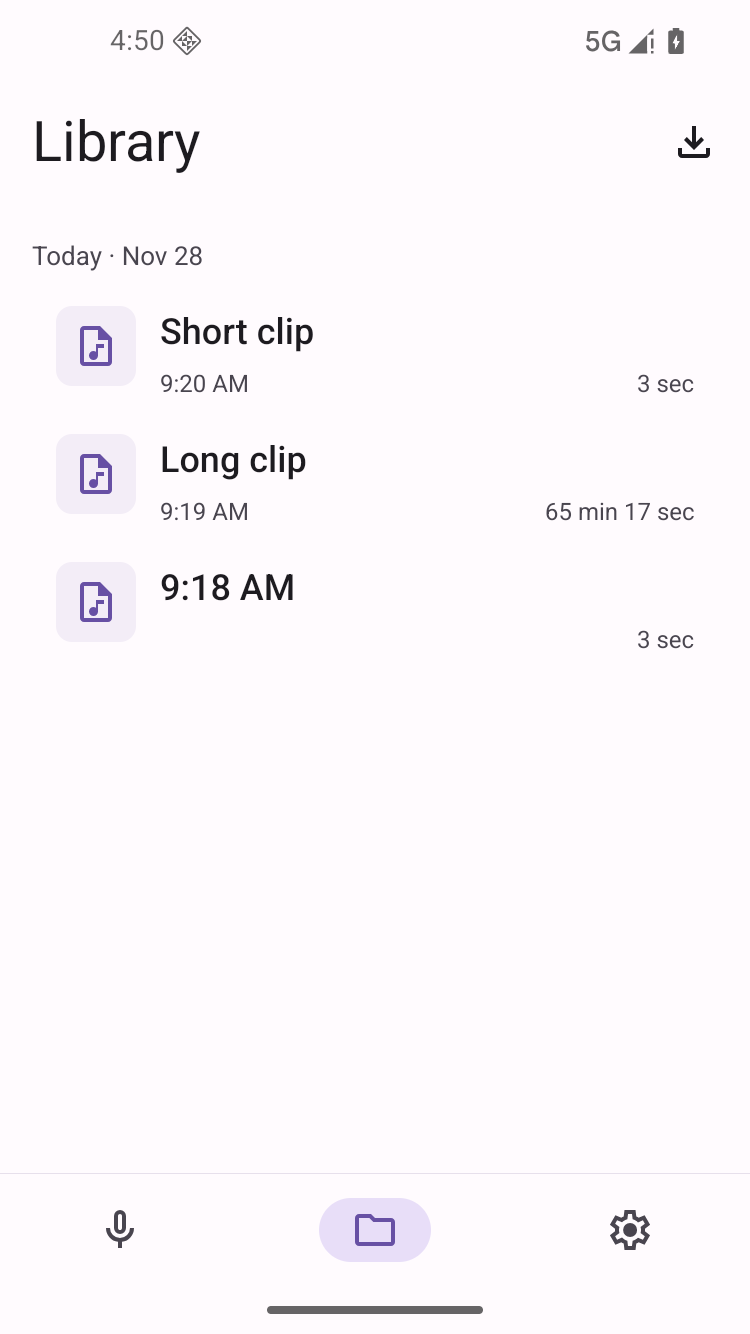 4:50
5G
Library
Today · Nov 28
Short clip
9:20 AM
3 sec
Long clip
9:19 AM
65 min 17 sec
9:18 AM
3 sec